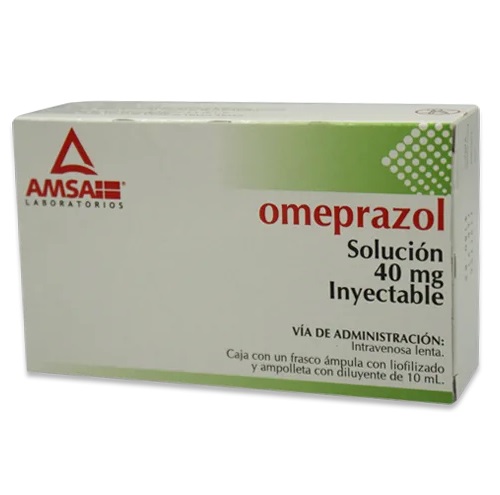 AMSA®
LABORATORIOS
omeprazol
Solución
40 mg
Inyectable
VÍA DE ADMINISTRACIÓN:
Intravenosa lenta.
Caja con un frasco ámpula con liofilizado
y ampolleta con diluyente de 10 mL.